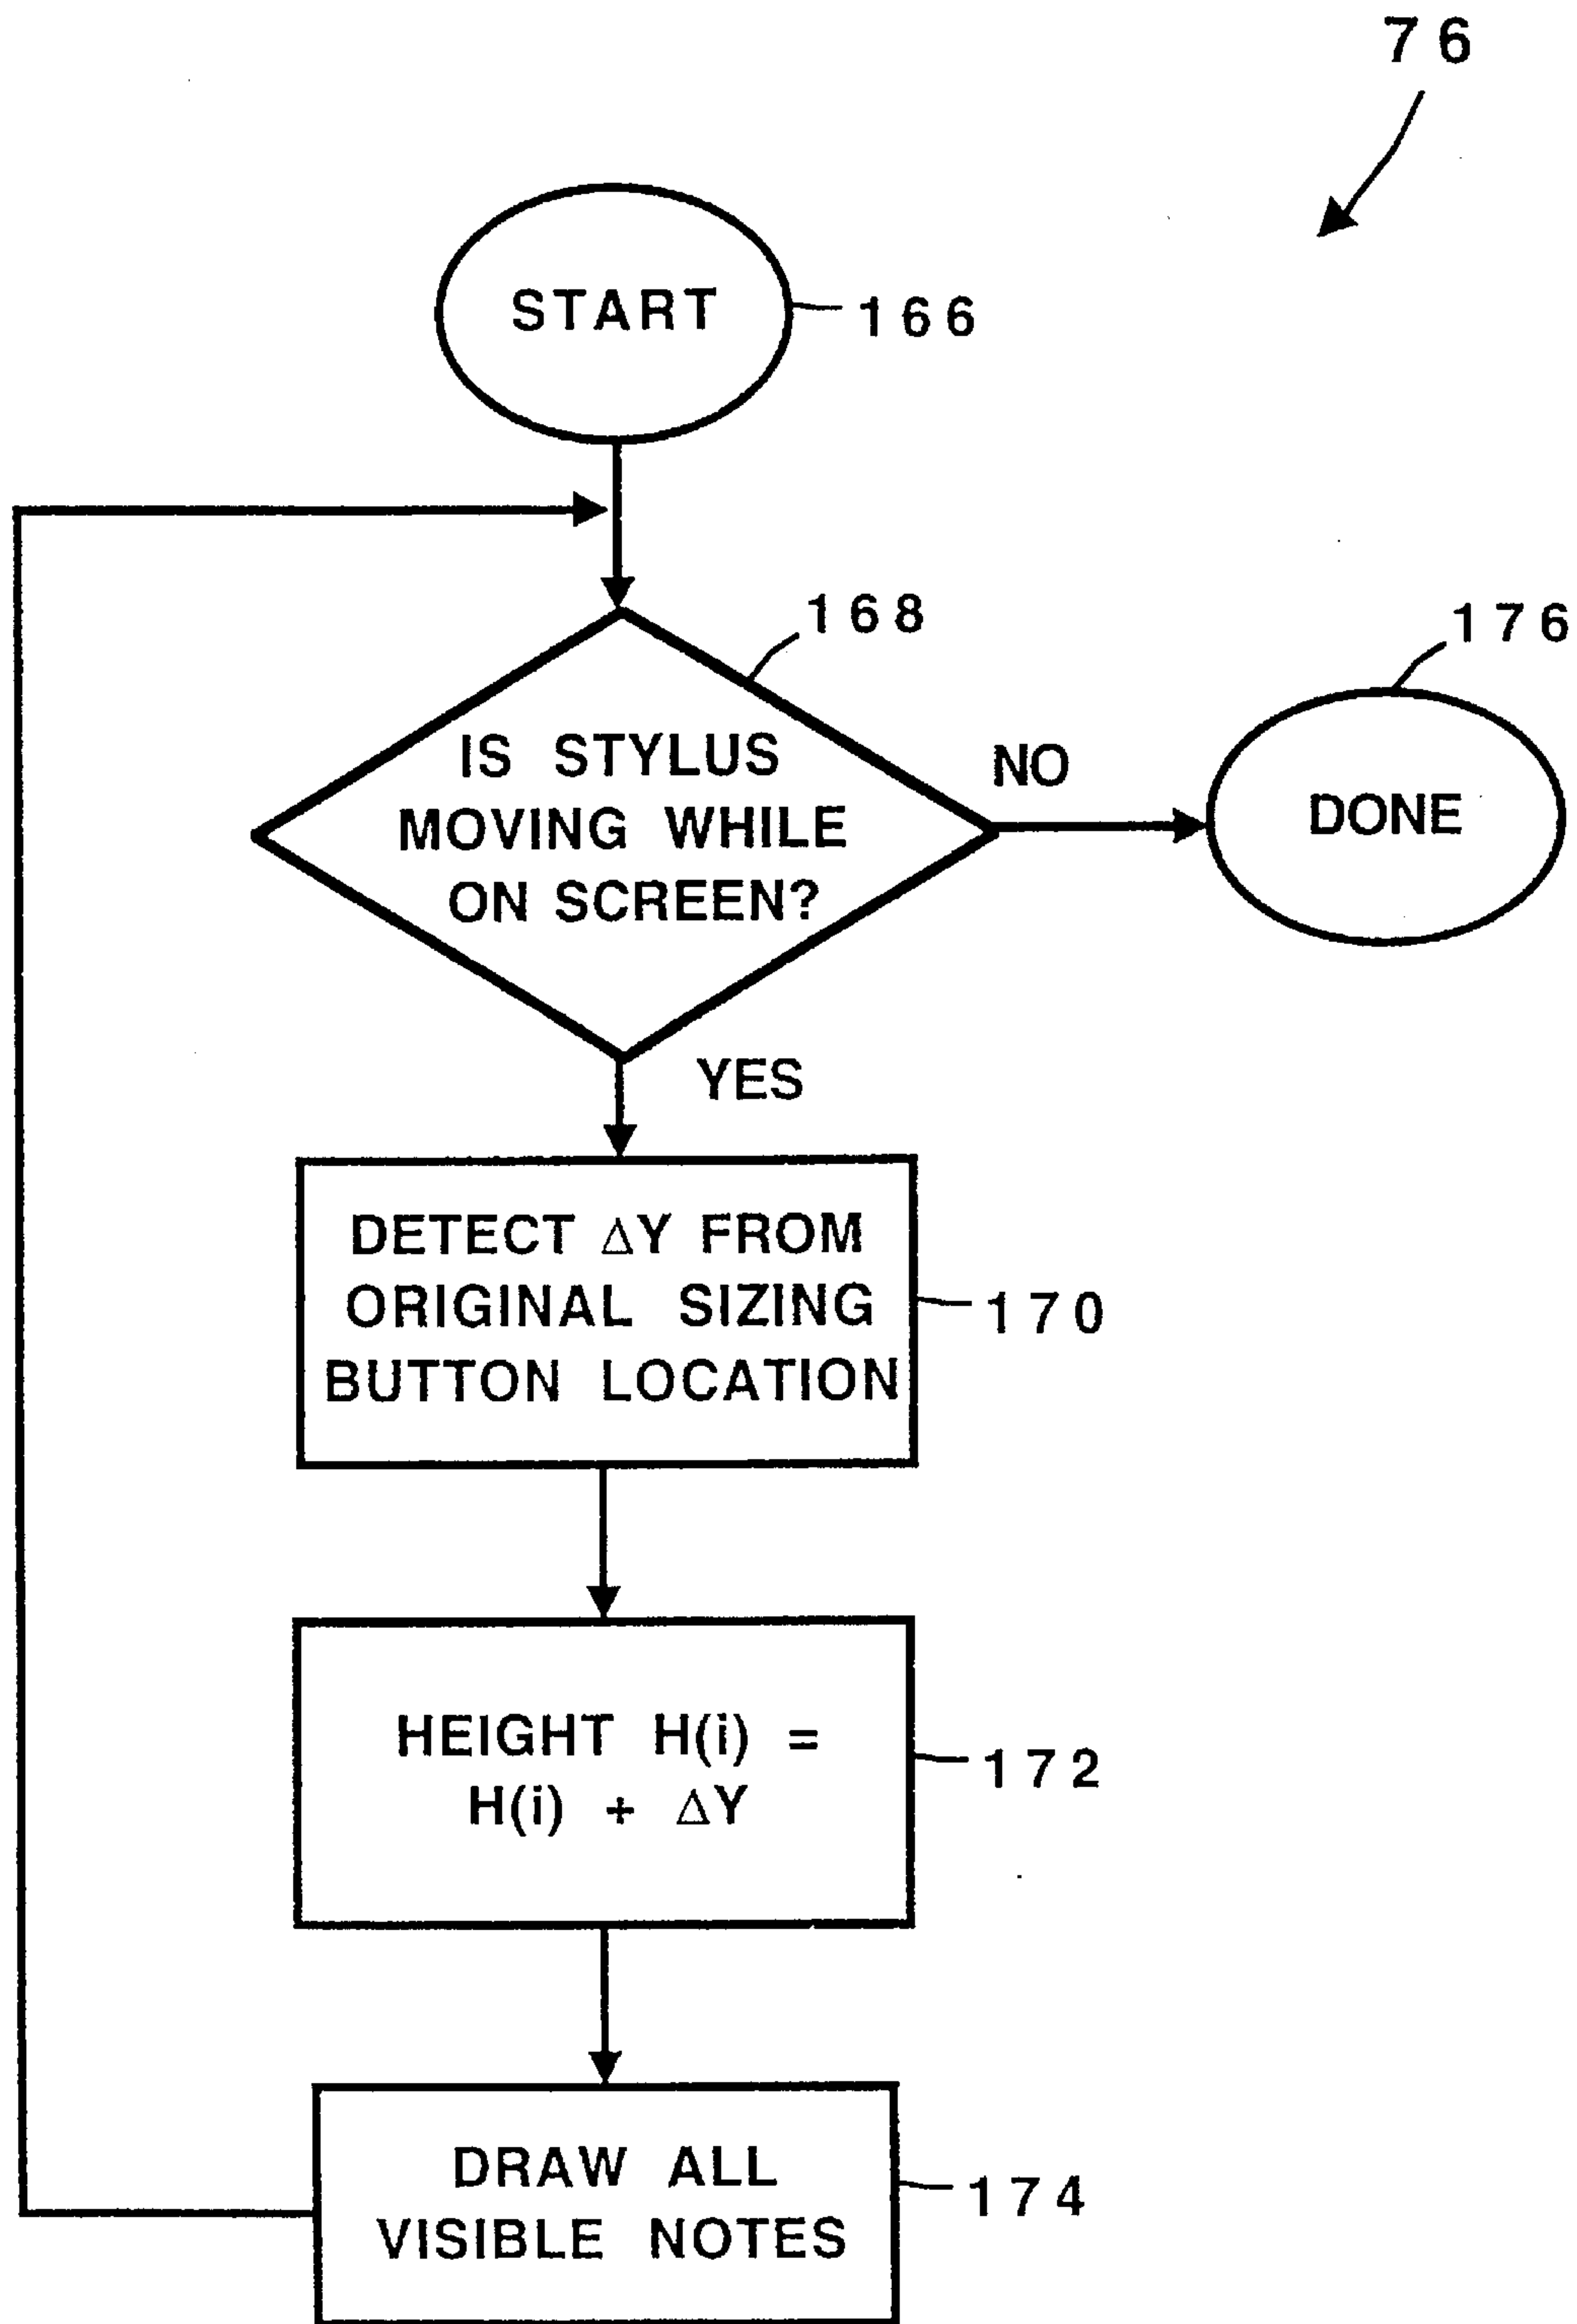 76
START
166
168
176
IS STYLUS
MOVING WHILE
ON SCREEN?
NO
DONE
YES
DETECT ΔY FROM
ORIGINAL SIZING
BUTTON LOCATION
170
HEIGHT H(i) =
H(i) + ΔY
172
DRAW ALL
VISIBLE NOTES
174